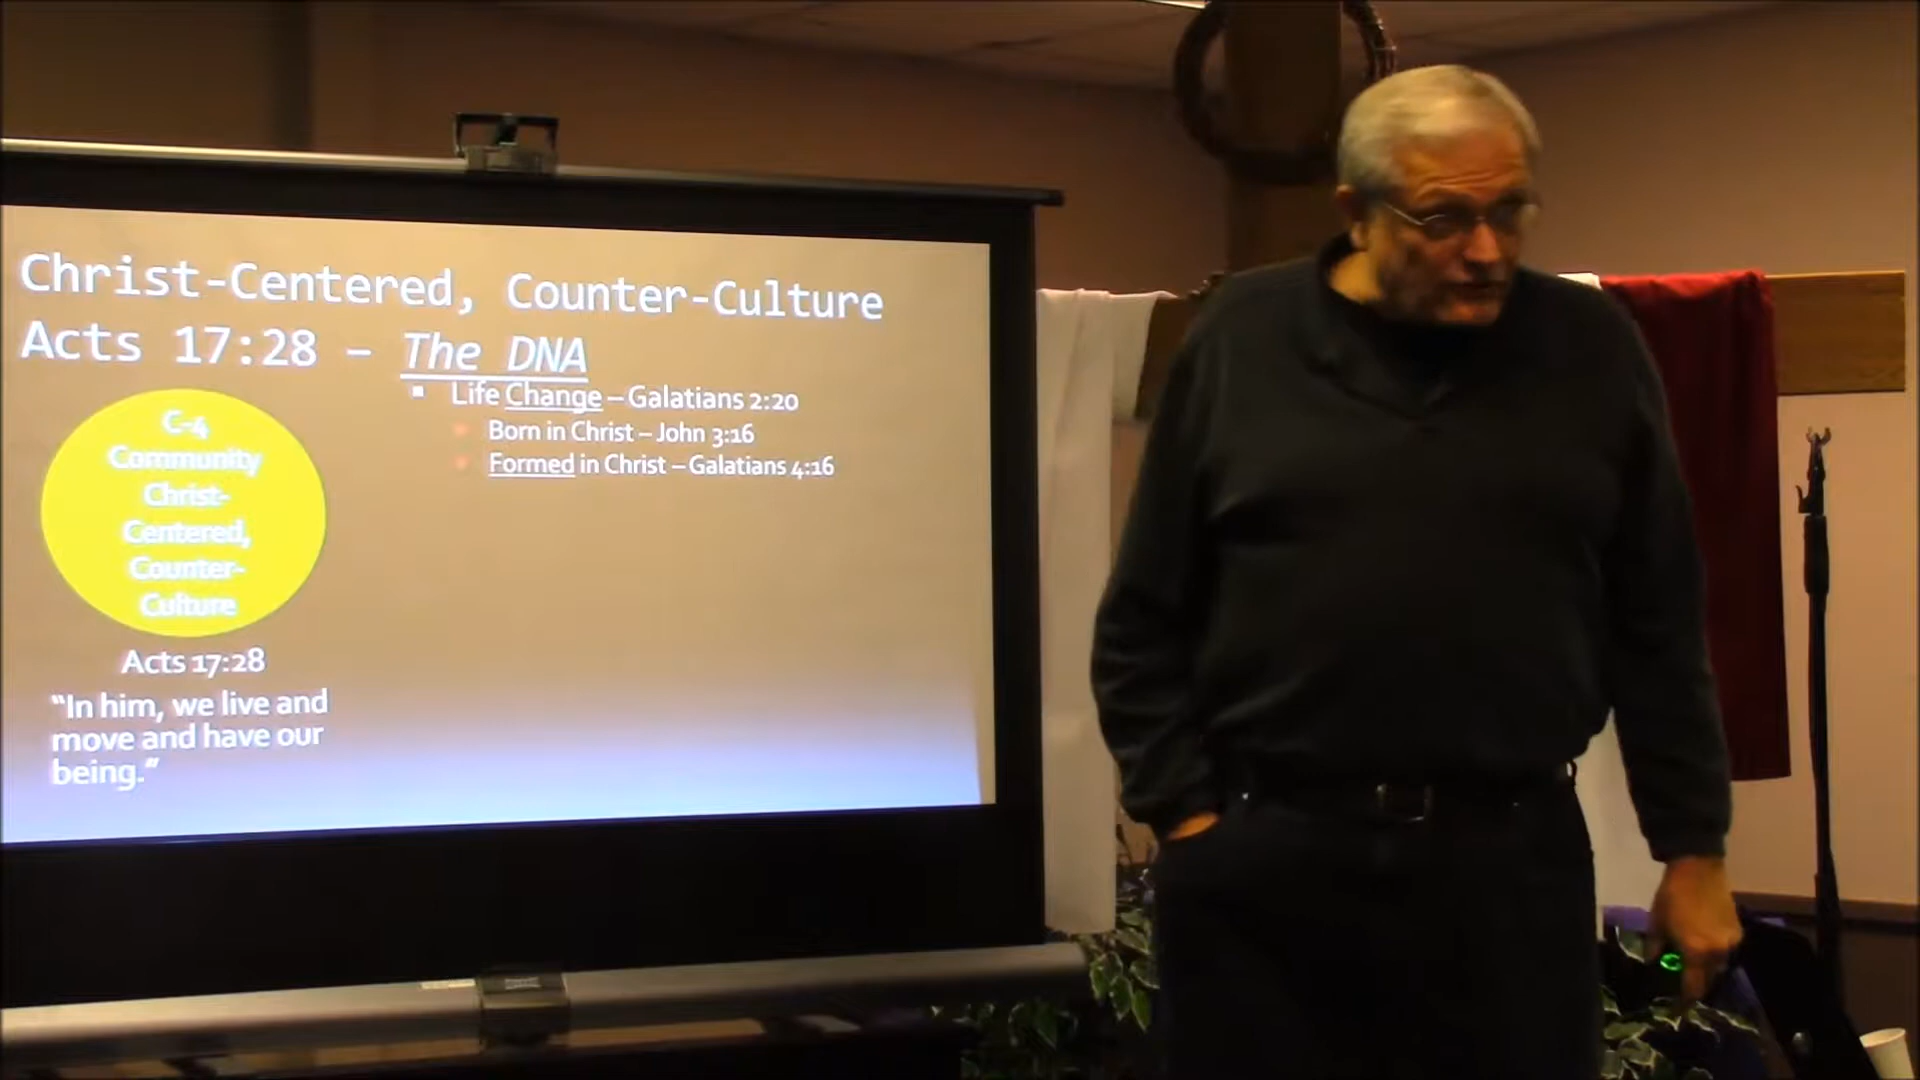 Christ-Centered, Counter-Culture
Acts 17:28 – The DNA
C-4
Community
Christ-
Centered,
Counter-
Culture
Acts 17:28
“In him, we live and
move and have our
being.”
▪ Life Change – Galatians 2:20
• Born in Christ – John 3:16
• Formed in Christ – Galatians 4:16